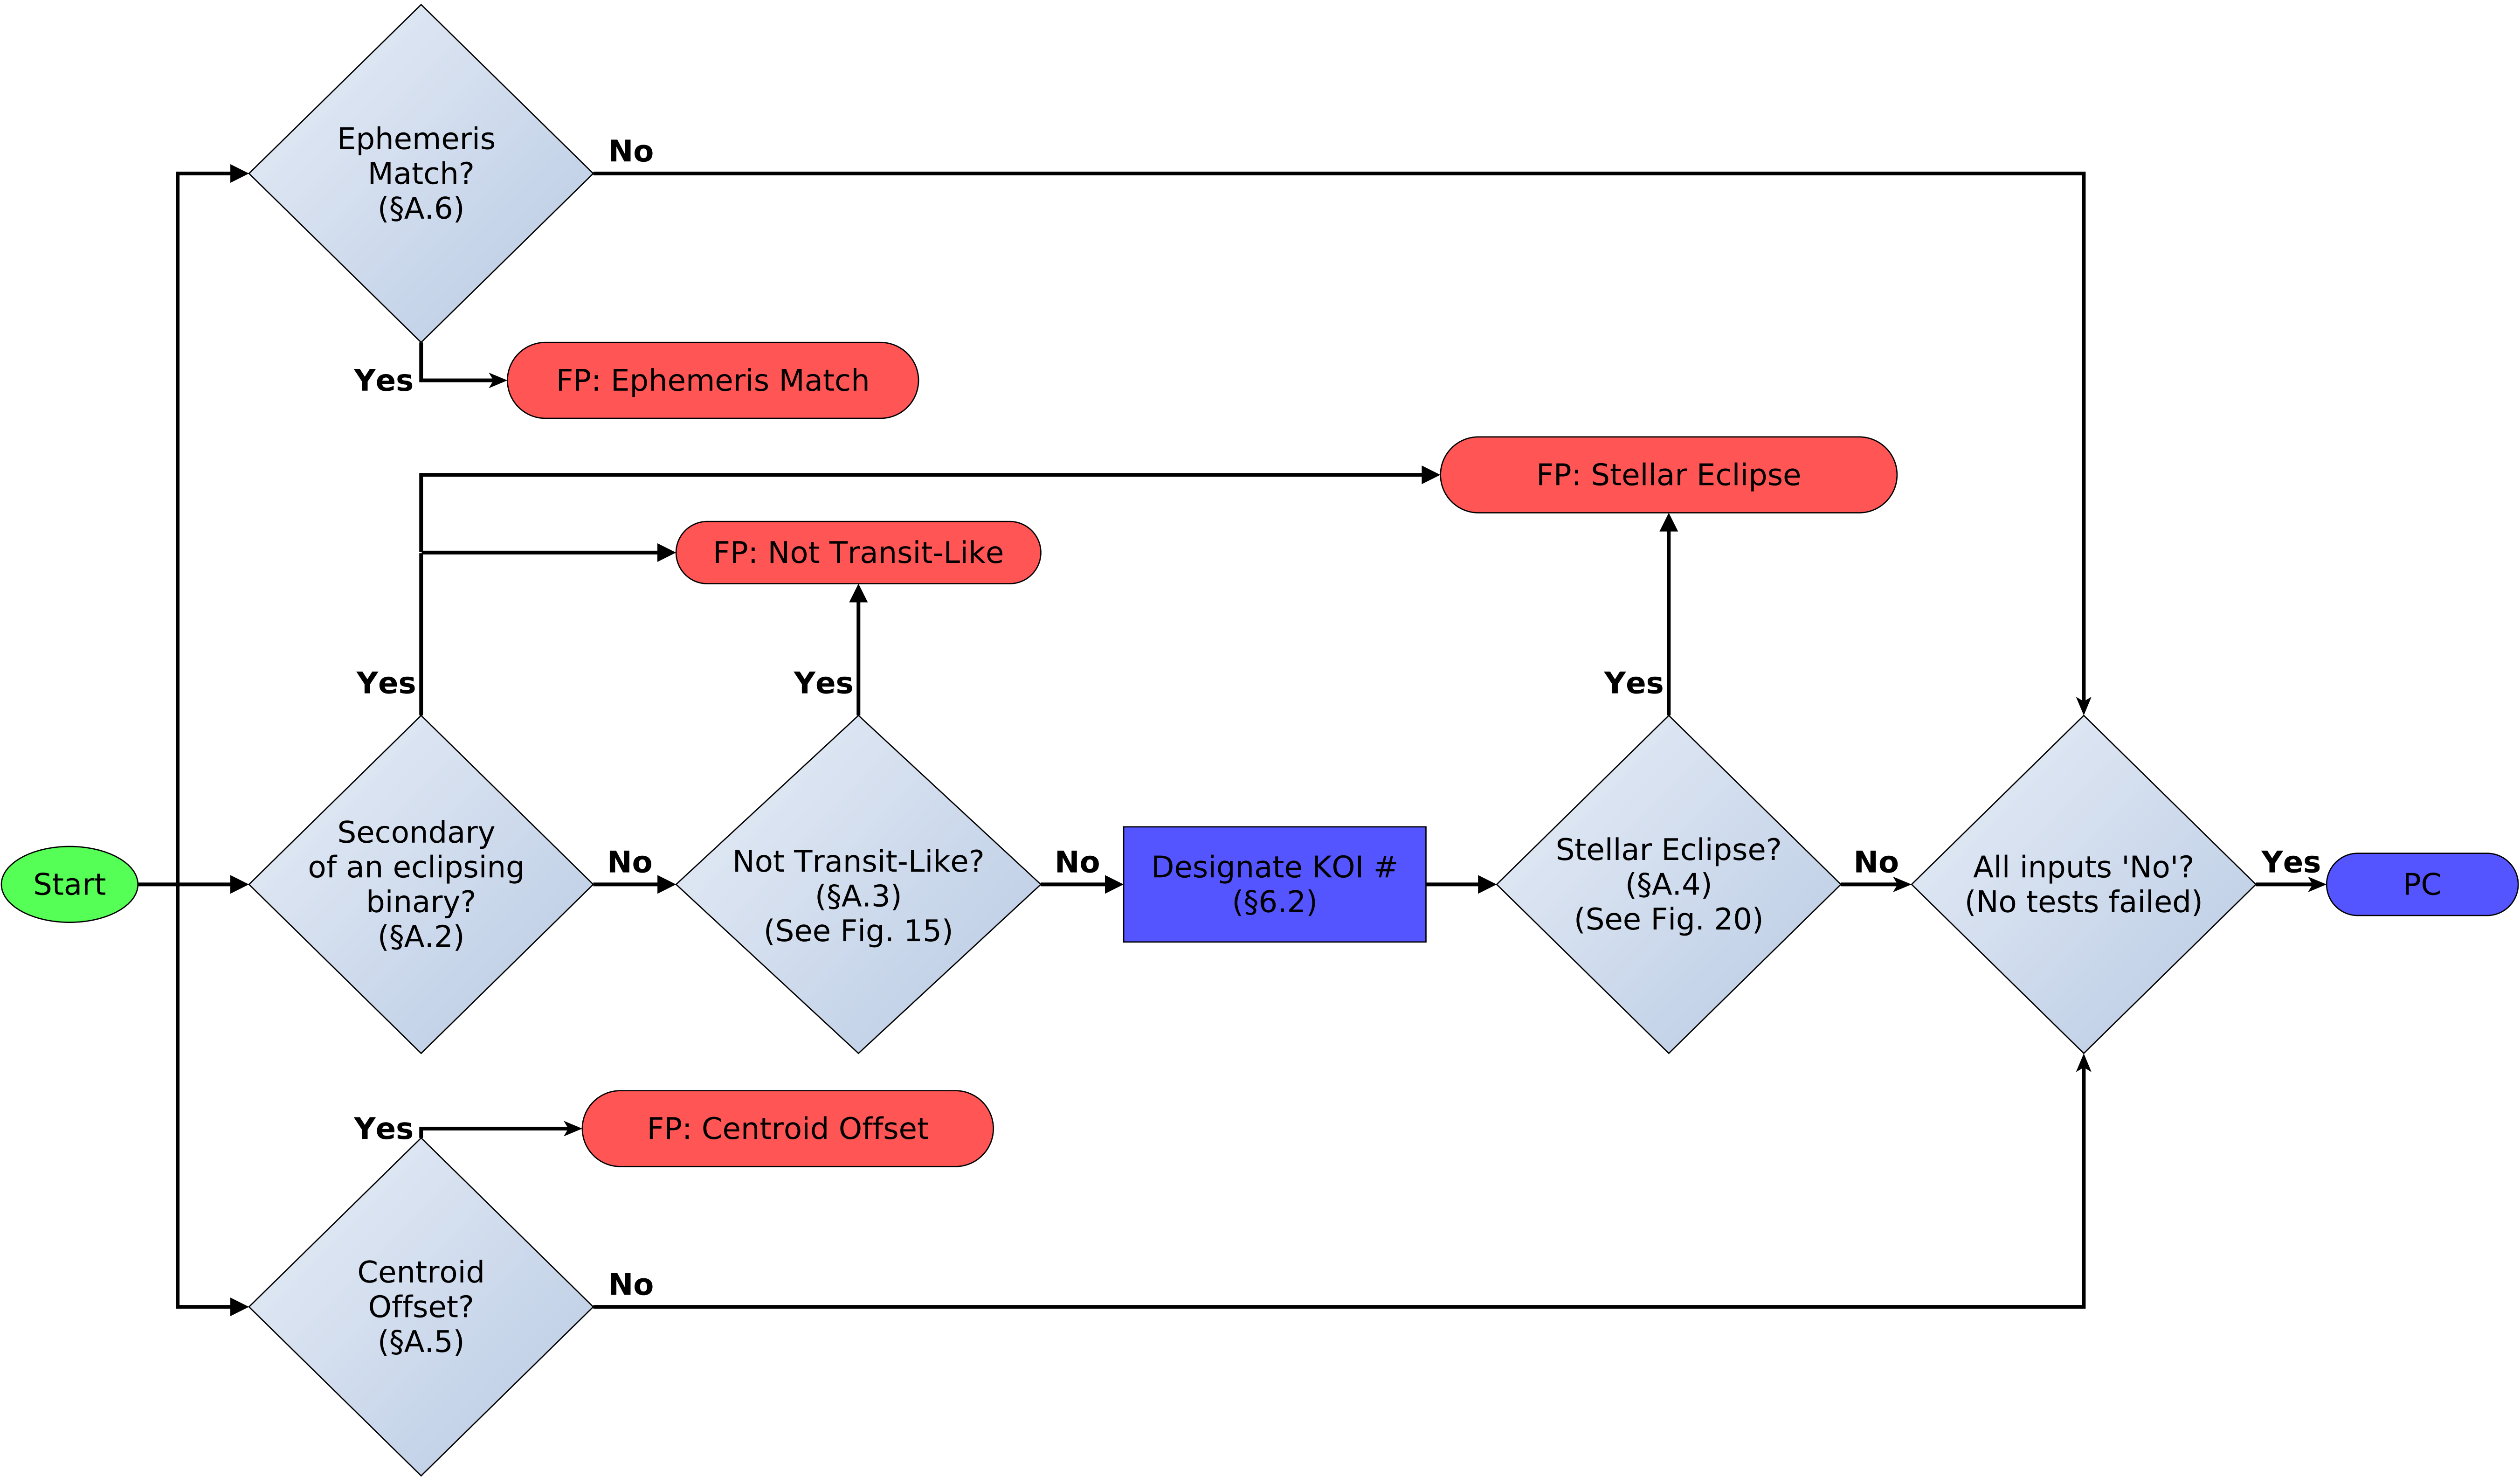 Ephemeris
Match?
(§A.6)
No
Yes
FP: Ephemeris Match
FP: Stellar Eclipse
FP: Not Transit-Like
Yes
Yes
Yes
Start
Secondary
of an eclipsing
binary?
(§A.2)
No
Not Transit-Like?
(§A.3)
(See Fig. 15)
No
Designate KOI #
(§6.2)
Stellar Eclipse?
(§A.4)
(See Fig. 20)
No
All inputs 'No'?
(No tests failed)
Yes
PC
Yes
FP: Centroid Offset
Centroid
Offset?
(§A.5)
No